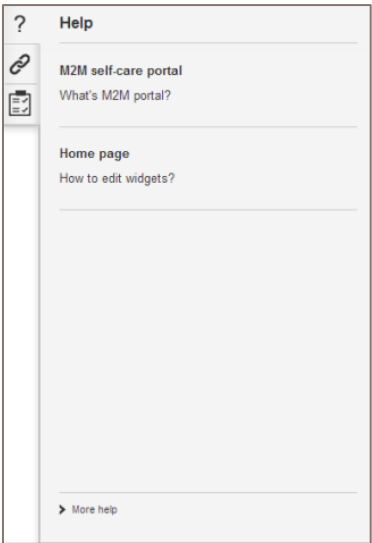 ?
Help
M2M self-care portal
What's M2M portal?
Home page
How to edit widgets?
More help